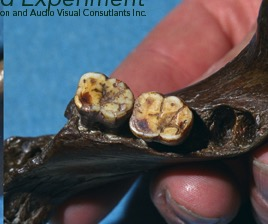 d Experiment
on and Audio Visual Consultants Inc.